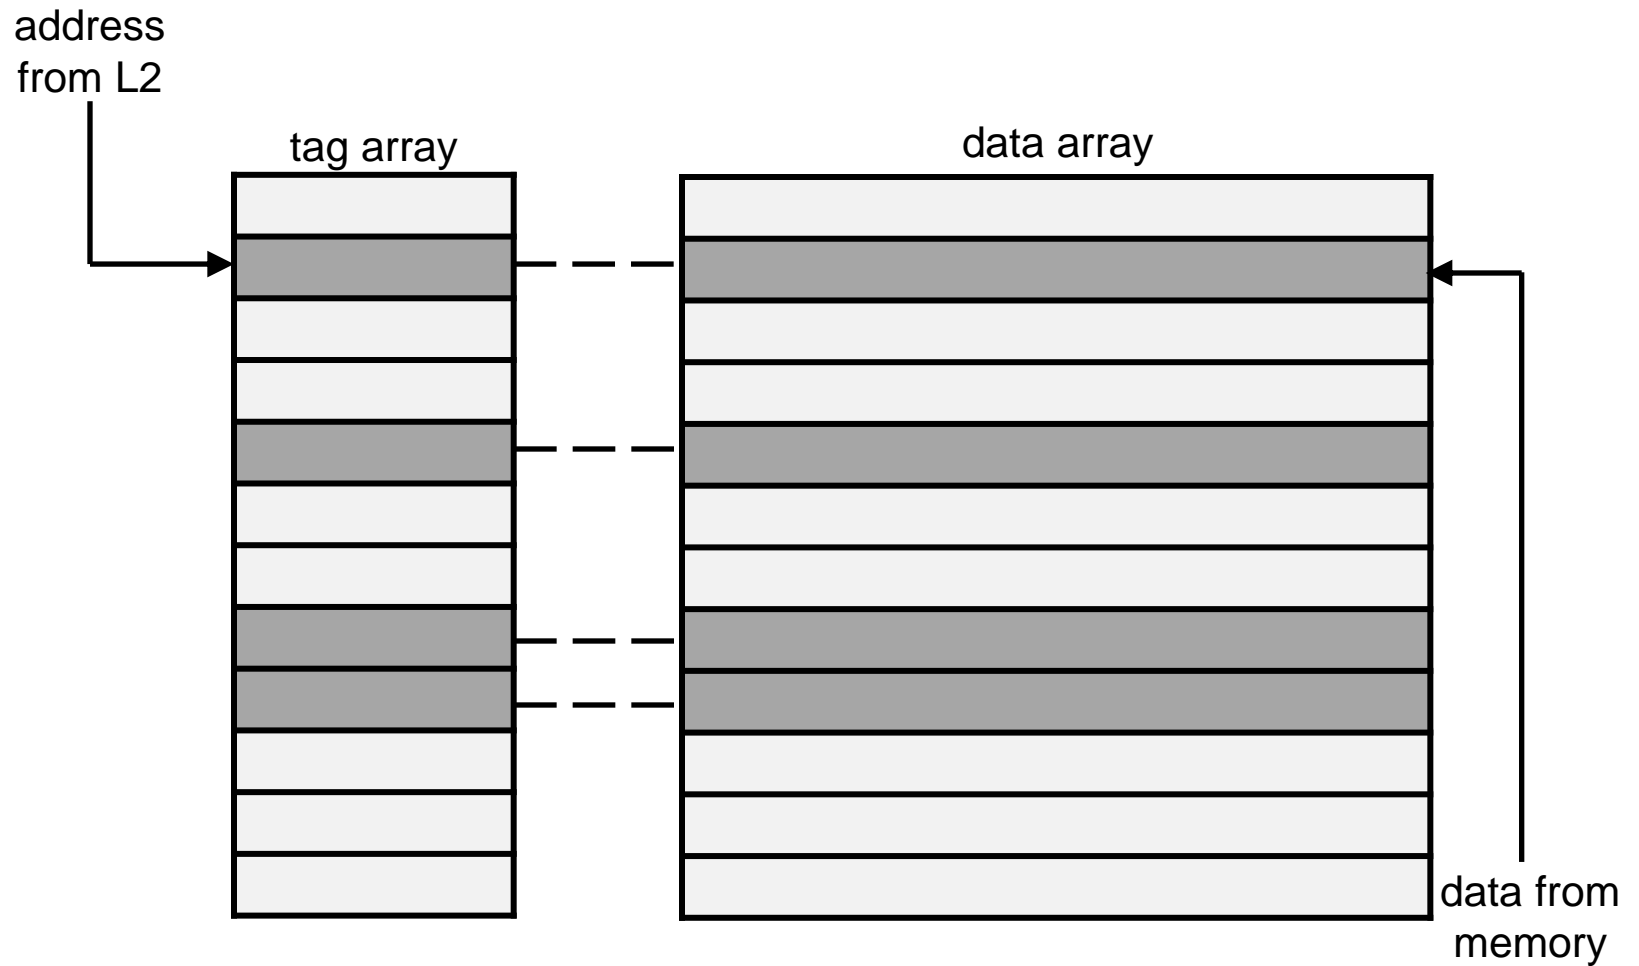 address
from L2
tag array
data array
data from
memory